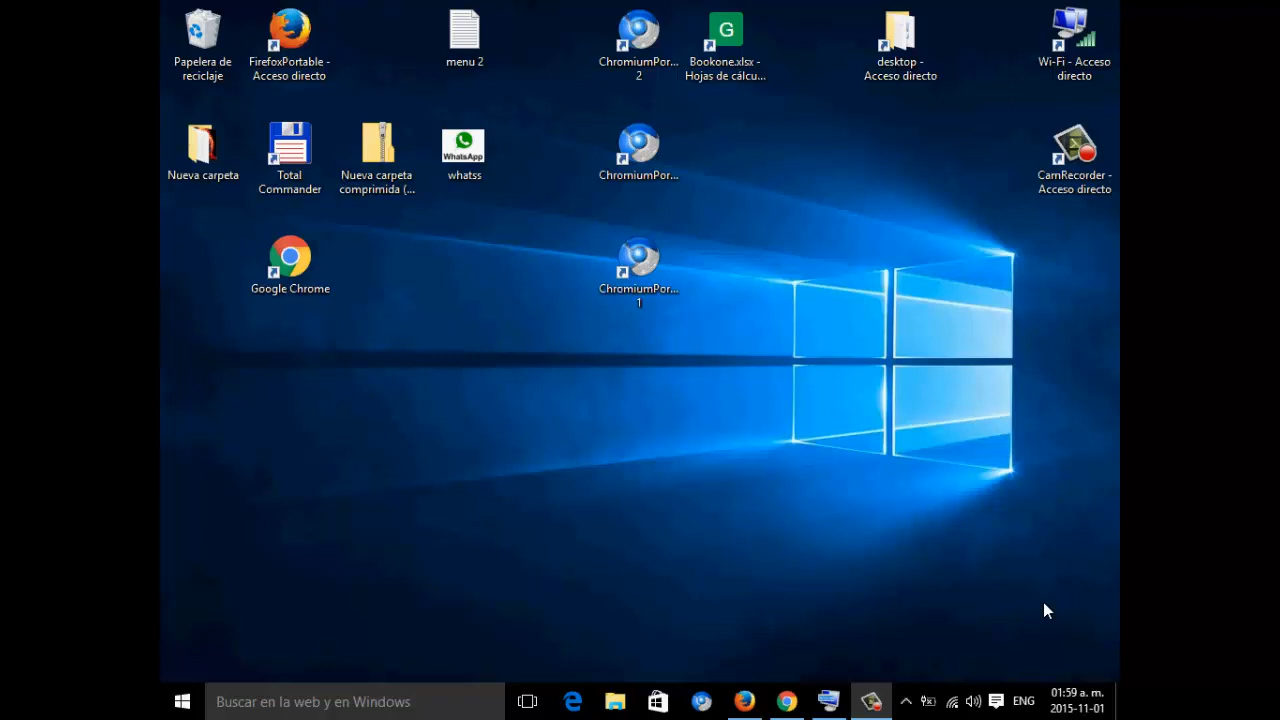 Papelera de
reciclaje
FirefoxPortable -
Acceso directo
menu 2
ChromiumPor...
2
G
Bookone.xlsx -
Hojas de cálcu...
desktop -
Acceso directo
Wi-Fi - Acceso
directo
Nueva carpeta
Total
Commander
Nueva carpeta
comprimida (...
WhatsApp
whatss
ChromiumPor...
CamRecorder -
Acceso directo
Google Chrome
ChromiumPor...
1
Buscar en la web y en Windows
ENG
01:59 a. m.
2015-11-01